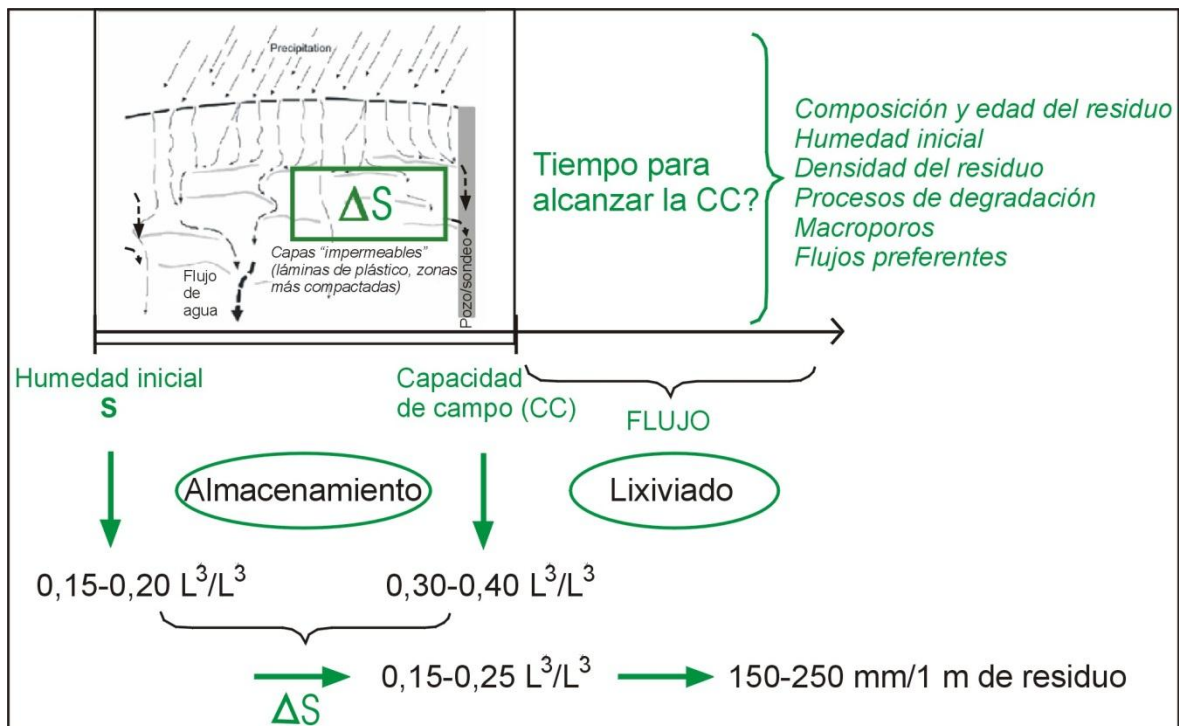 Precipitation
ΔS
Capas “impermeables”
(láminas de plástico, zonas
más compactadas)
Flujo
de
agua
Pozo/sondeo
Tiempo para
alcanzar la CC?
Composición y edad del residuo
Humedad inicial
Densidad del residuo
Procesos de degradación
Macroporos
Flujos preferentes
Humedad inicial
S
Capacidad
de campo (CC)
FLUJO
Almacenamiento
Lixiviado
0,15-0,20 L³/L³
0,30-0,40 L³/L³
ΔS
0,15-0,25 L³/L³
150-250 mm/1 m de residuo